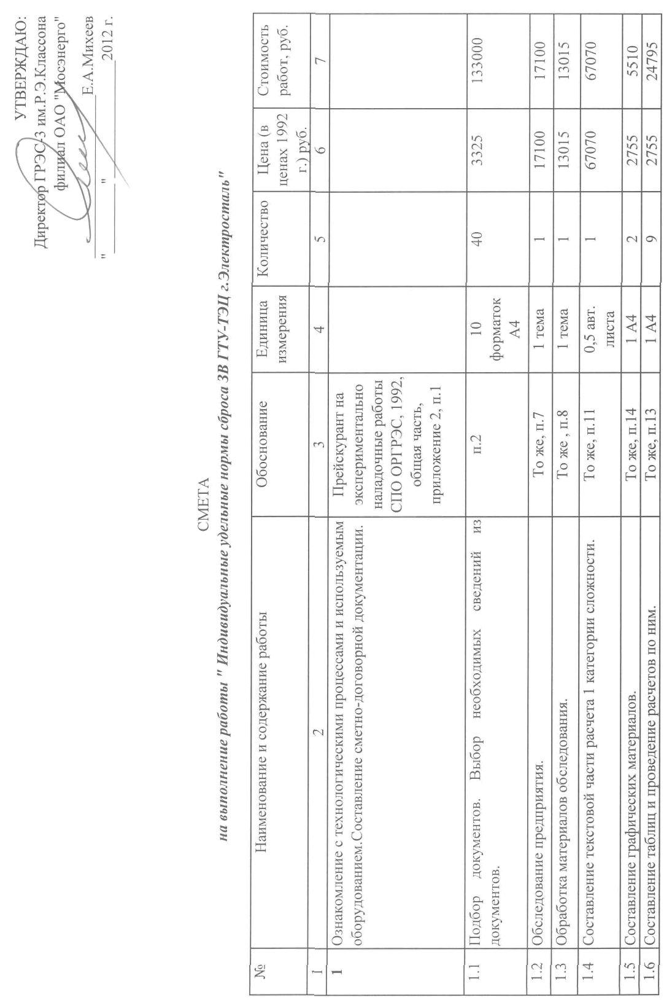 УТВЕРЖДАЮ:
Директор ГРЭС-3 им.Р.Э.Классона
филиал ОАО "Мосэнерго"
Е.А.Михеев
" " 2012 г.
СМЕТА
на выполнение работы " Индивидуальные удельные нормы сброса ЗВ ГТУ-ТЭЦ г.Электросталь"
№ Наименование и содержание работы Обоснование Единица измерения Количество Цена (в ценах 1992 г.) руб. Стоимость работ, руб.
1 2 3 4 5 6 7
1 Ознакомление с технологическими процессами и используемым
оборудованием.Составление сметно-договорной документации.
Прейскурант на
экспериментально
наладочные работы
СПО ОРГРЭС, 1992,
общая часть,
приложение 2, п.1
1.1 Подбор документов. Выбор необходимых сведений из
документов.
п.2 10 форматок А4 40 3325 133000
1.2 Обследование предприятия. То же, п.7 1 тема 1 17100 17100
1.3 Обработка материалов обследования. То же , п.8 1 тема 1 13015 13015
1.4 Составление текстовой части расчета 1 категории сложности. То же, п.11 0,5 авт. листа 1 67070 67070
1.5 Составление графических материалов. То же, п.14 1 А4 2 2755 5510
1.6 Составление таблиц и проведение расчетов по ним. То же, п.13 1 А4 9 2755 24795